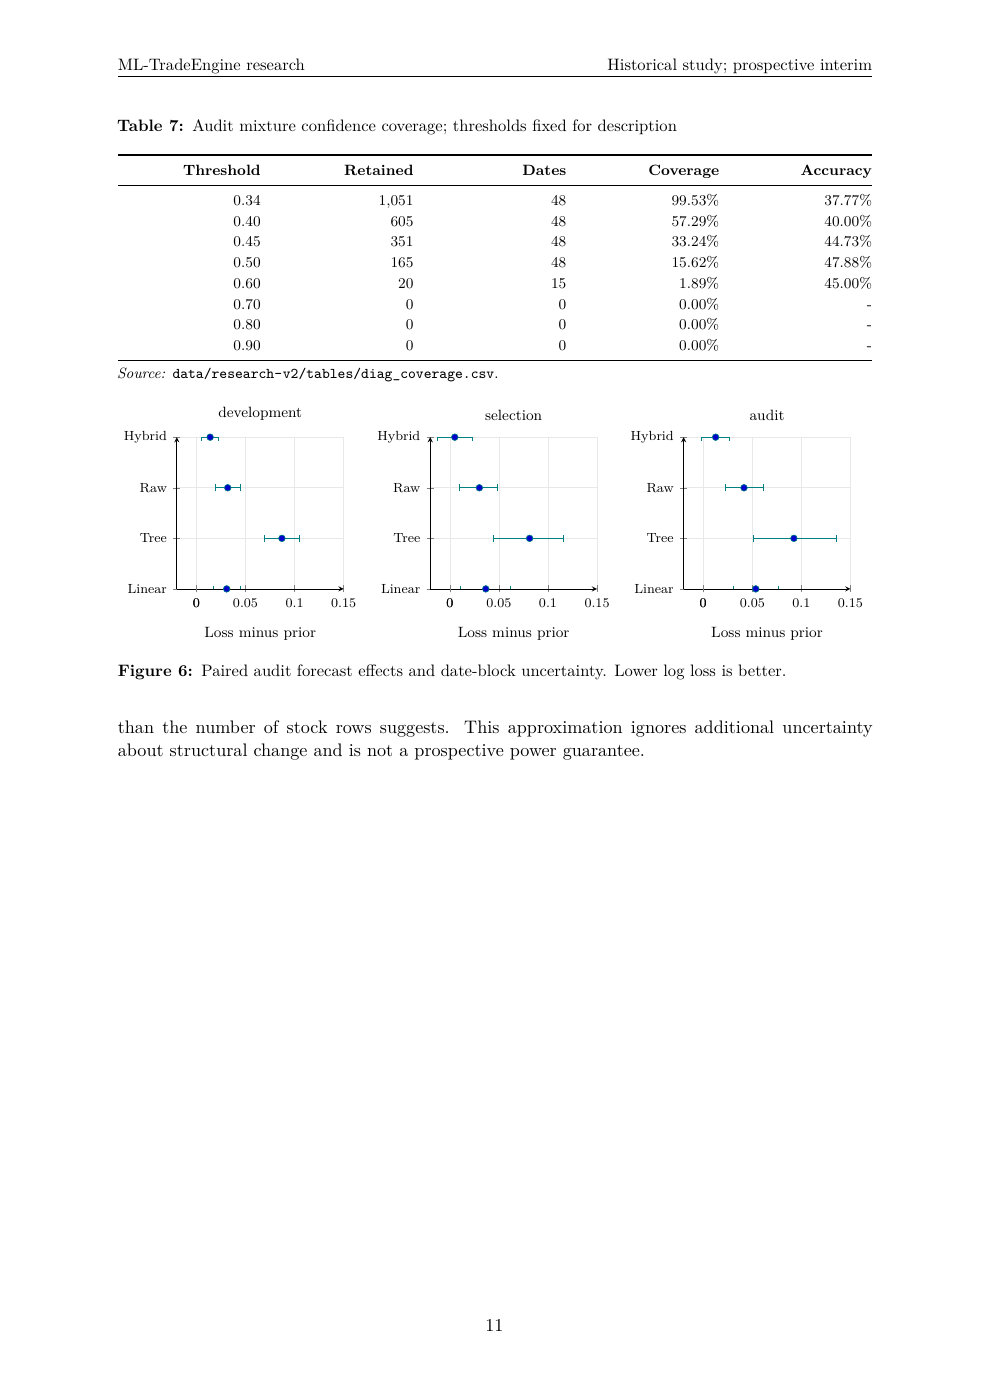 ML-TradeEngine research Historical study; prospective interim
Table 7: Audit mixture confidence coverage; thresholds fixed for description
Threshold Retained Dates Coverage Accuracy
0.34 1,051 48 99.53% 37.77%
0.40 605 48 57.29% 40.00%
0.45 351 48 33.24% 44.73%
0.50 165 48 15.62% 47.88%
0.60 20 15 1.89% 45.00%
0.70 0 0 0.00% -
0.80 0 0 0.00% -
0.90 0 0 0.00% -
Source: data/research-v2/tables/diag_coverage.csv.
development
Hybrid
Raw
Tree
Linear
0 0.05 0.1 0.15
Loss minus prior
selection
Hybrid
Raw
Tree
Linear
0 0.05 0.1 0.15
Loss minus prior
audit
Hybrid
Raw
Tree
Linear
0 0.05 0.1 0.15
Loss minus prior
Figure 6: Paired audit forecast effects and date-block uncertainty. Lower log loss is better.
than the number of stock rows suggests. This approximation ignores additional uncertainty
about structural change and is not a prospective power guarantee.
11